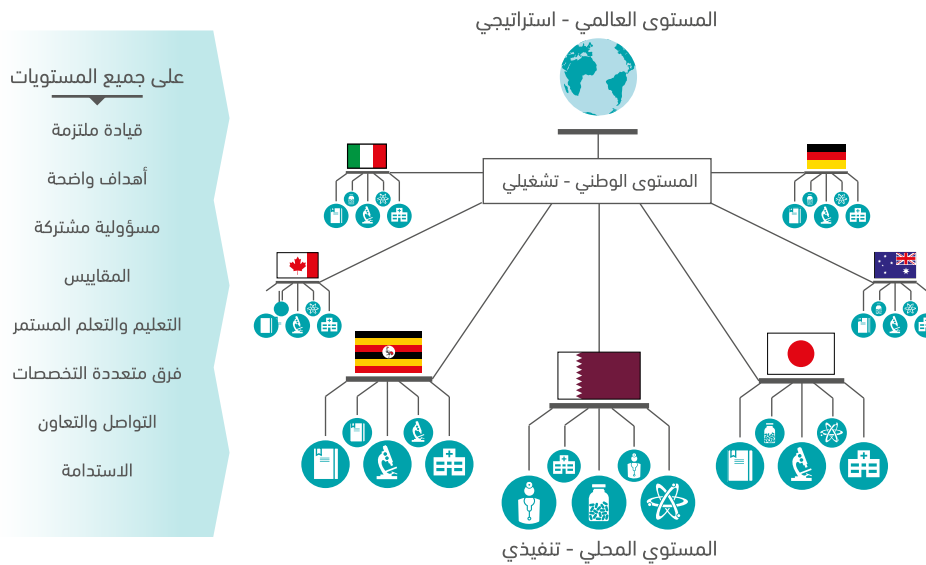 المستوى العالمي - استراتيجي
المستوى الوطني - تشغيلي
المستوي المحلي - تنفيذي
على جميع المستويات
قيادة ملتزمة
أهداف واضحة
مسؤولية مشتركة
المقاييس
التعليم والتعلم المستمر
فرق متعددة التخصصات
التواصل والتعاون
الاستدامة